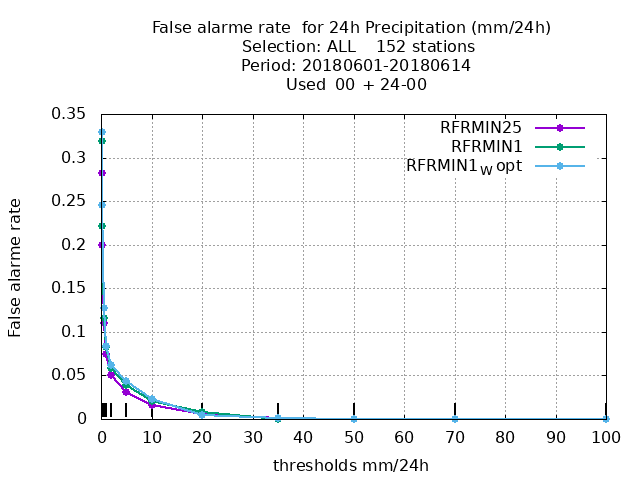 False alarme rate  for 24h Precipitation (mm/24h)
Selection: ALL    152 stations
Period: 20180601-20180614
Used  00 + 24-00
RFRMIN25
RFRMIN1
RFRMIN1W opt
False alarme rate
0.35
0.3
0.25
0.2
0.15
0.1
0.05
0
0 10 20 30 40 50 60 70 80 90 100
thresholds mm/24h